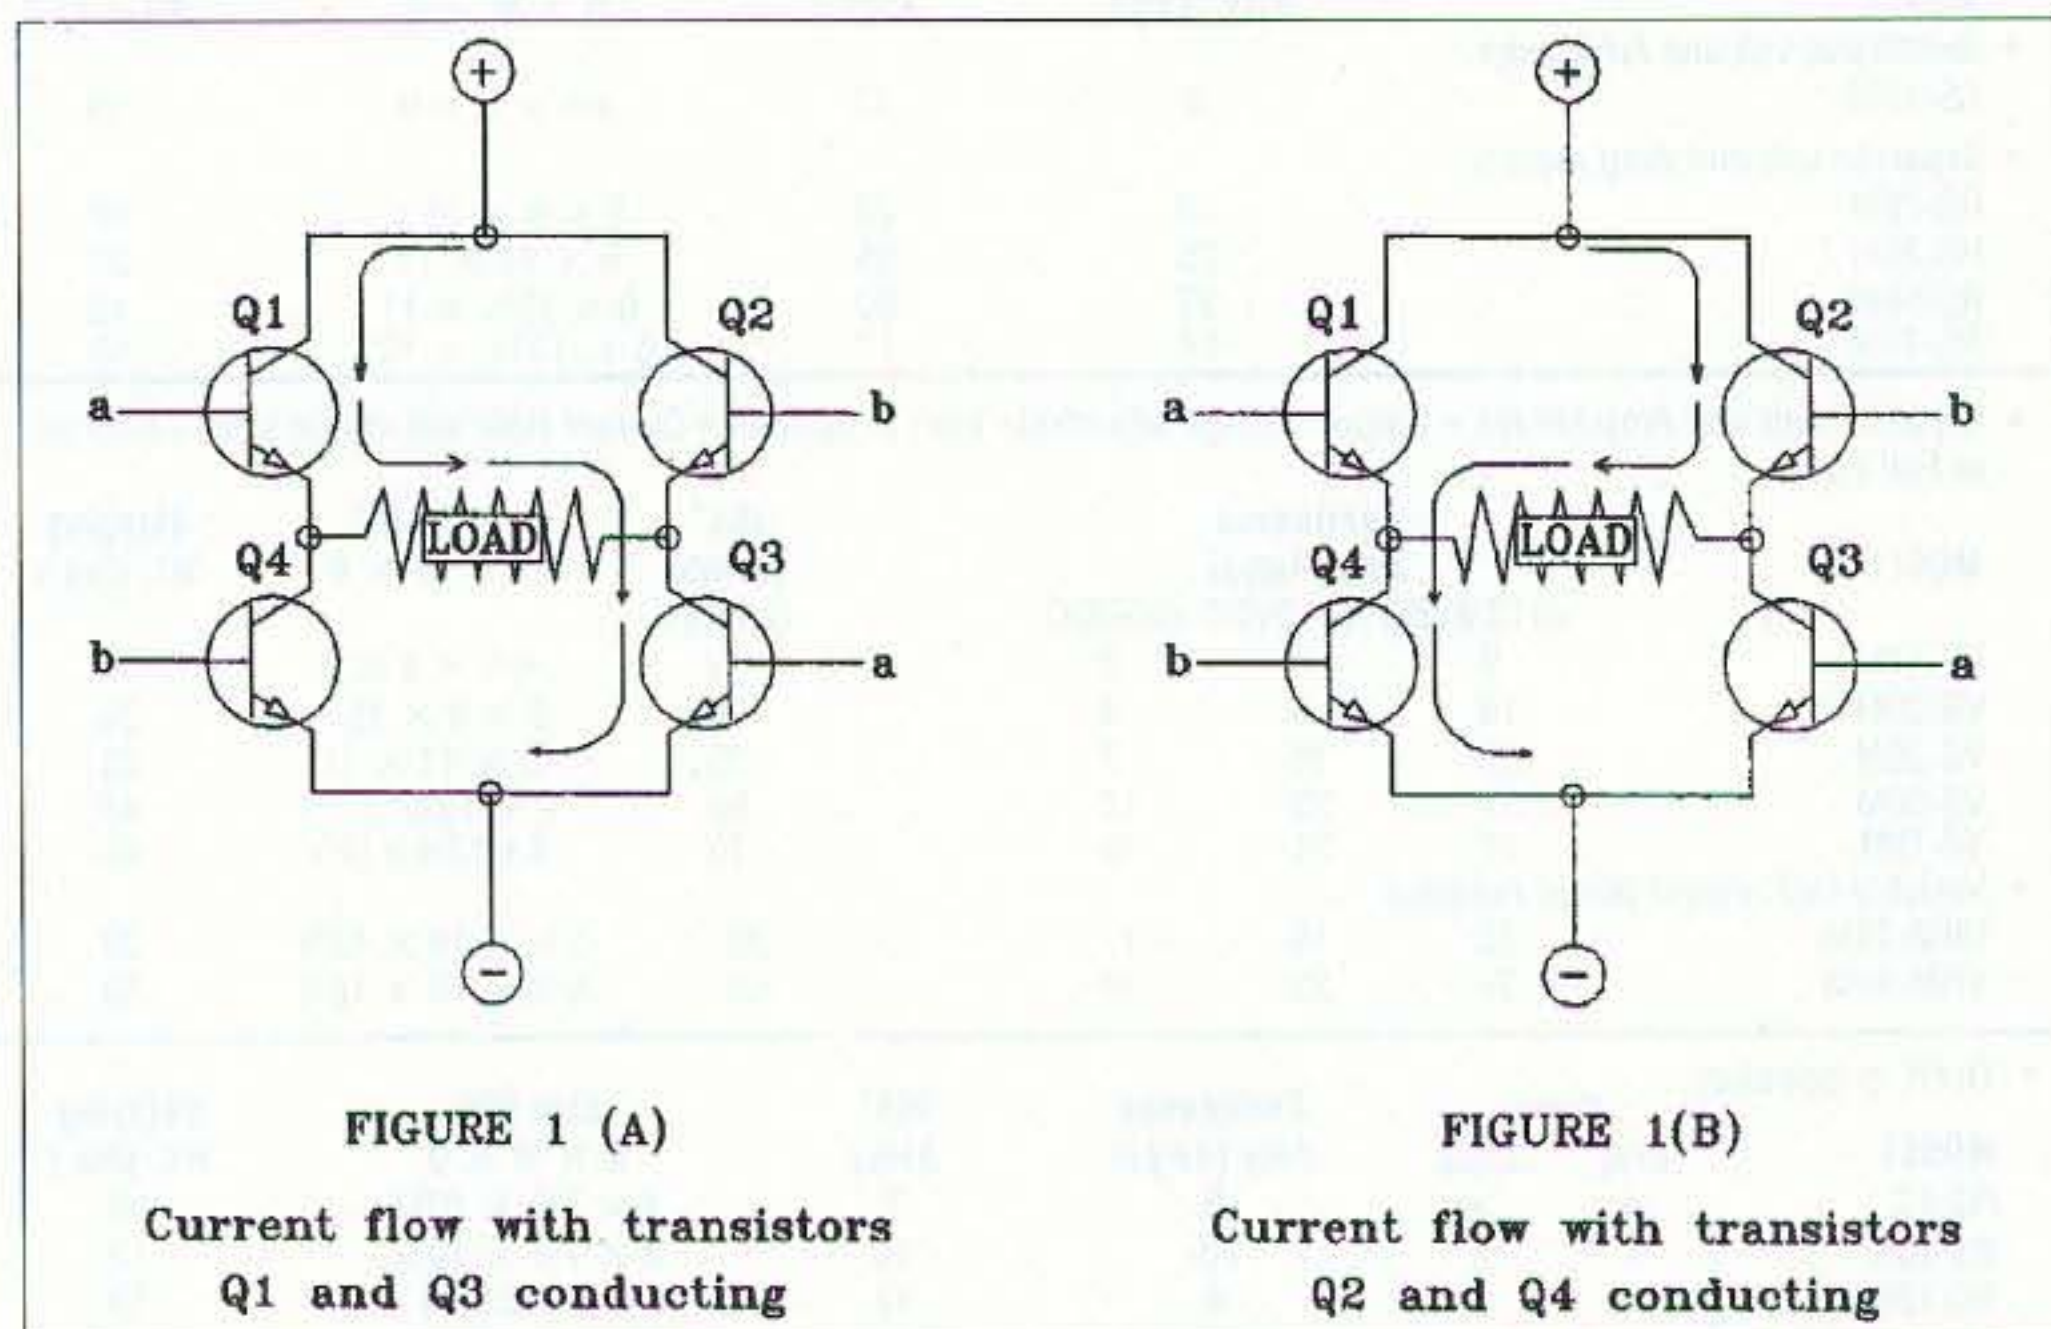 +
Q1
Q2
a
b
LOAD
Q4
Q3
b
a
−
FIGURE 1 (A)
Current flow with transistors
Q1 and Q3 conducting
+
Q1
Q2
a
b
LOAD
Q4
Q3
b
a
−
FIGURE 1(B)
Current flow with transistors
Q2 and Q4 conducting